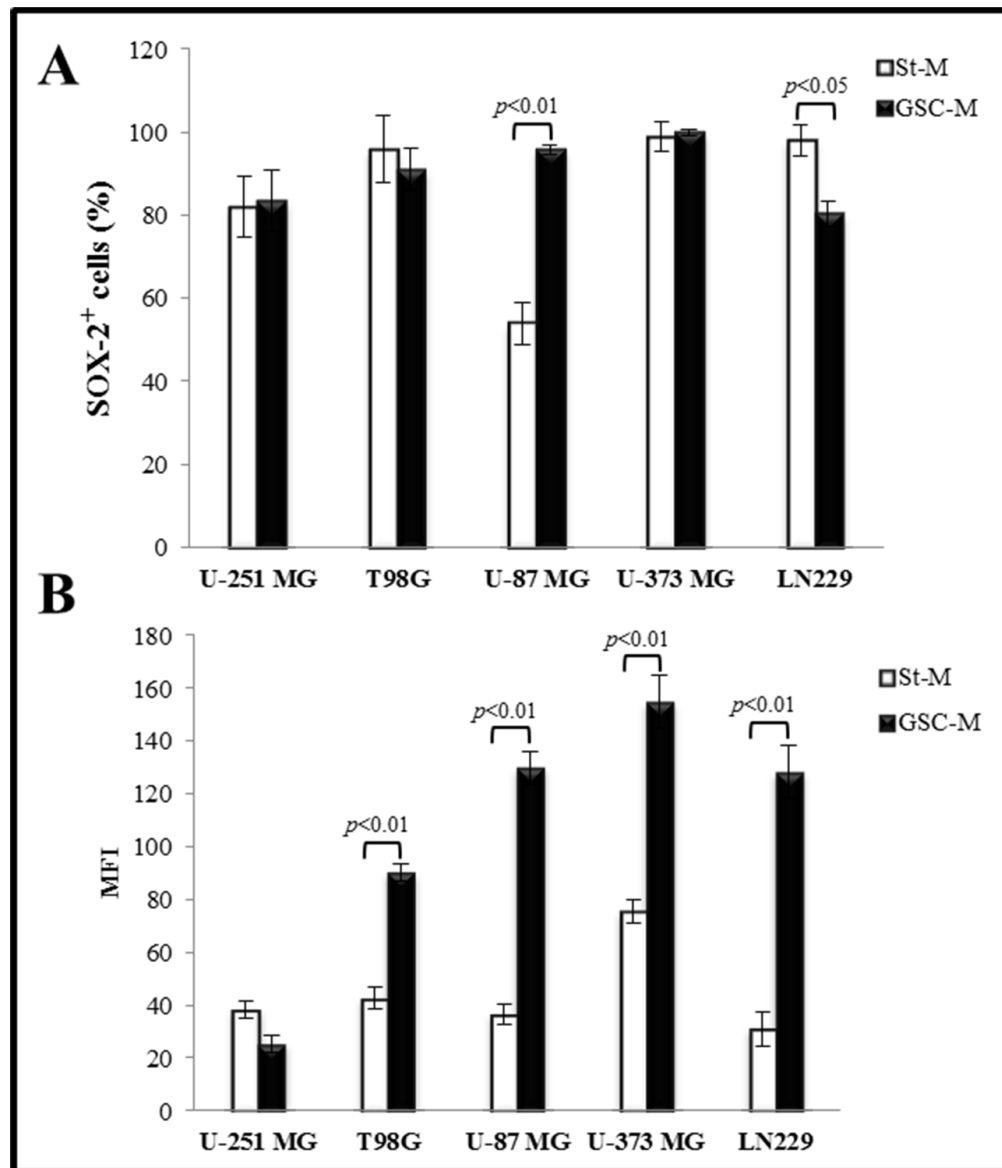 A
120
100
80
60
40
20
0
SOX-2⁺ cells (%)
p<0.01
p<0.05
St-M
GSC-M
U-251 MG T98G U-87 MG U-373 MG LN229
B
180
160
140
120
100
80
60
40
20
0
MFI
p<0.01
p<0.01
p<0.01
p<0.01
St-M
GSC-M
U-251 MG T98G U-87 MG U-373 MG LN229